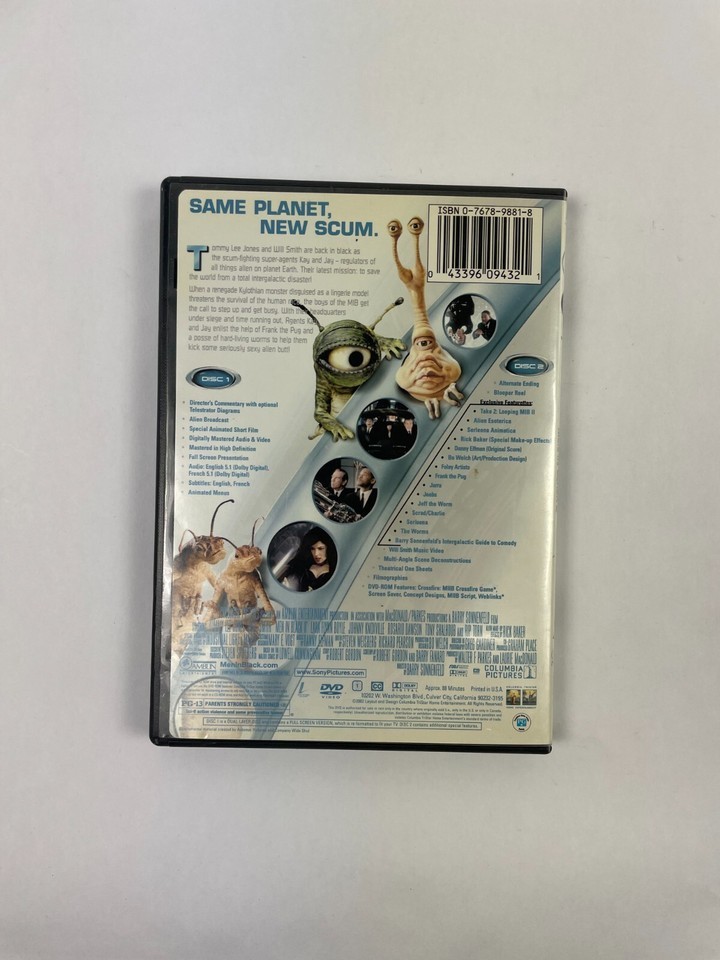 SAME PLANET,
NEW SCUM.
ISBN 0-7678-9881-8
0 43396 09432 1
Tommy Lee Jones and Will Smith are back in black as
the scum-fighting super-agents Kay and Jay – regulators of
all things alien on planet Earth. Their latest mission: to save
the world from a total intergalactic disaster!
When a renegade Kylothian monster disguised as a lingerie model
threatens the survival of the human race, the boys of the MIB get
the call to step up and get busy. With their headquarters
under siege and time running out, Agents Kay
and Jay enlist the help of Frank the Pug and
a posse of hard-living worms to help them
kick some seriously sexy alien butt!
DISC 1
• Director's Commentary with optional
Telestrator Diagrams
• Alien Broadcast
• Special Animated Short Film
• Digitally Mastered Audio & Video
• Mastered in High Definition
• Full Screen Presentation
• Audio: English 5.1 (Dolby Digital),
French 5.1 (Dolby Digital)
• Subtitles: English, French
• Animated Menus
DISC 2
• Alternate Ending
• Blooper Reel
Exclusive Featurettes:
• Take 2: Looping MIB II
• Alien Esoterica
• Serleena Animatics
• Rick Baker (Special Make-up Effects)
• Danny Elfman (Original Score)
• Bo Welch (Art/Production Design)
• Foley Artists
• Frank the Pug
• Jarra
• Jeebs
• Jeff the Worm
• Scrad/Charlie
• Serleena
• The Worms
• Barry Sonnenfeld's Intergalactic Guide to Comedy
• Will Smith Music Video
• Multi-Angle Scene Deconstructions
• Theatrical One Sheets
• Filmographies
• DVD-ROM Features: Crossfire: MIIB Crossfire Game*,
Screen Saver, Concept Designs, MIIB Script, Weblinks*
AMBLIN
MenInBlack.com
www.SonyPictures.com
COLUMBIA
PICTURES
PG-13 PARENTS STRONGLY CAUTIONED
DVD
VIDEO
DOLBY
DIGITAL
Approx. 88 Minutes
Printed in U.S.A.
10202 W. Washington Blvd., Culver City, California 90232-3195